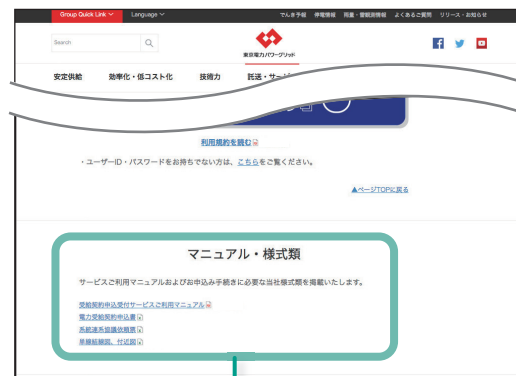 Group Quick Link Language でんき予報 停電情報 雨量・雷観測情報 よくあるご質問 リリース・お知らせ
Search
東京電力パワーグリッド
安定供給 効率化・低コスト化 技術力 託送・サービ
利用規約を読む
・ユーザーID・パスワードをお持ちでない方は、こちらをご覧ください。
▲ページTOPに戻る
マニュアル・様式類
サービスご利用マニュアルおよびお申込み手続きに必要な当社様式類を掲載いたします。
受給契約申込受付サービスご利用マニュアル
電力受給契約申込書
系統連系協議依頼票
単線結線図、付近図